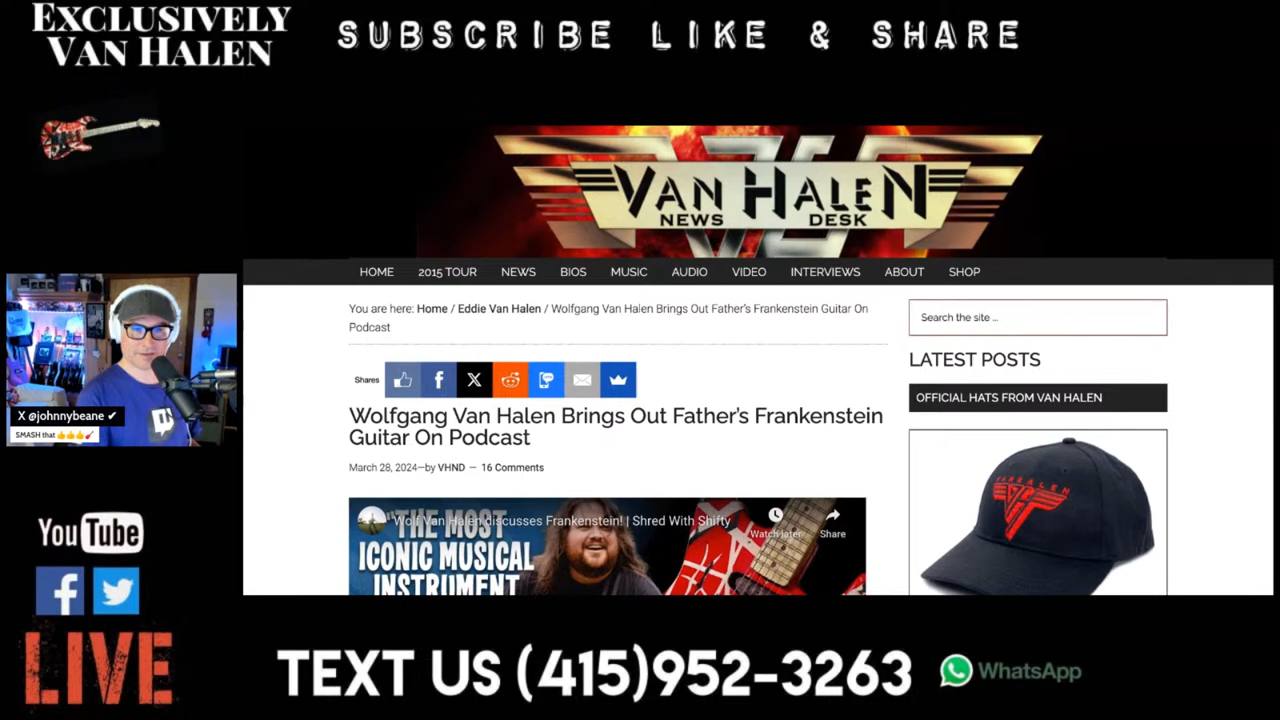 EXCLUSIVELY
VAN HALEN
SUBSCRIBE LIKE & SHARE
VAN HALEN
NEWS DESK
HOME 2015 TOUR NEWS BIOS MUSIC AUDIO VIDEO INTERVIEWS ABOUT SHOP
You are here: Home / Eddie Van Halen / Wolfgang Van Halen Brings Out Father's Frankenstein Guitar On
Podcast
Search the site ...
LATEST POSTS
Shares
OFFICIAL HATS FROM VAN HALEN
Wolfgang Van Halen Brings Out Father's Frankenstein
Guitar On Podcast
March 28, 2024—by VHND — 16 Comments
Wolf Van Halen discusses Frankenstein! | Shred With Shifty
Watch later
Share
"THE MOST
ICONIC MUSICAL
INSTRUMENT
VAN HALEN
X @johnnybeane ✔
SMASH that 👍👍👍🎸
YouTube
LIVE
TEXT US (415)952-3263
WhatsApp